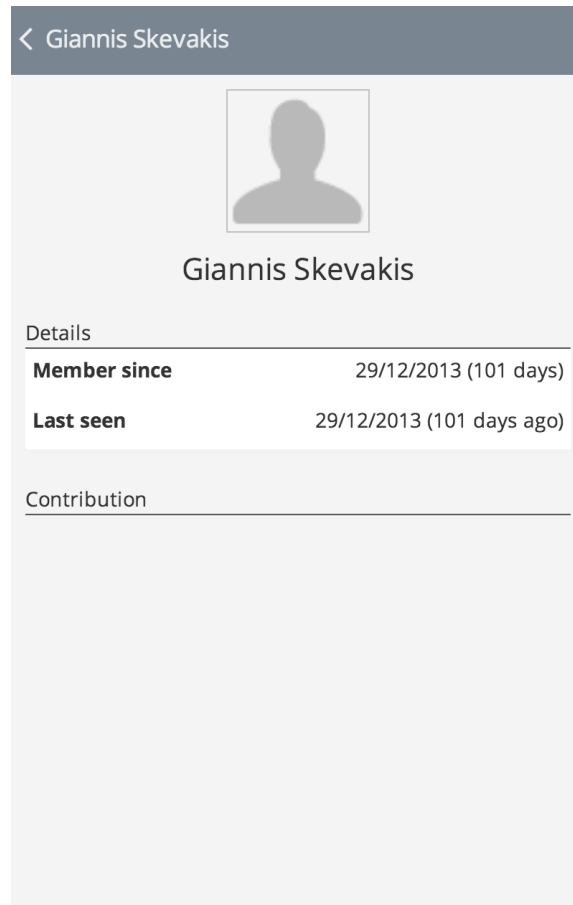 Giannis Skevakis
Giannis Skevakis
Details
Member since 29/12/2013 (101 days)
Last seen 29/12/2013 (101 days ago)
Contribution